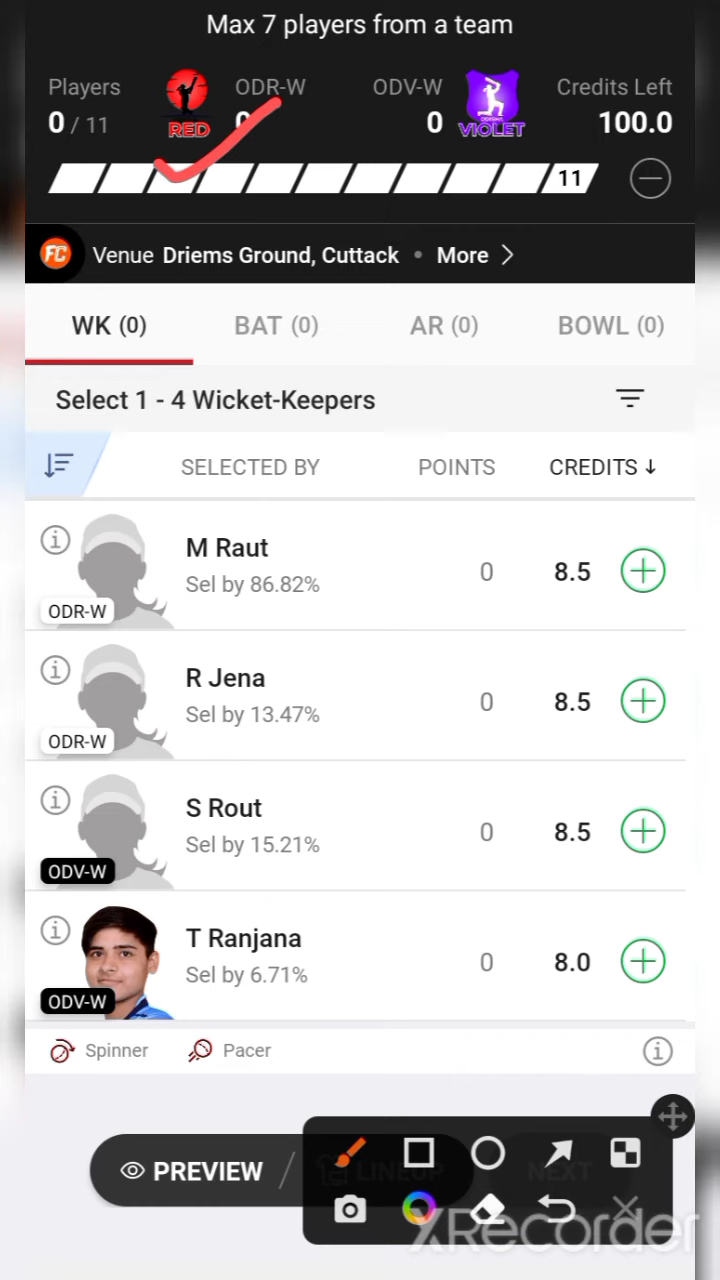 Max 7 players from a team
Players
ODR-W
ODV-W
Credits Left
0 / 11
RED
0
0
ODISHA
VIOLET
100.0
11
FC
Venue Driems Ground, Cuttack • More
WK (0)
BAT (0)
AR (0)
BOWL (0)
Select 1 - 4 Wicket-Keepers
SELECTED BY
POINTS
CREDITS ↓
i
M Raut
Sel by 86.82%
0
8.5
ODR-W
i
R Jena
Sel by 13.47%
0
8.5
ODR-W
i
S Rout
Sel by 15.21%
0
8.5
ODV-W
i
T Ranjana
Sel by 6.71%
0
8.0
ODV-W
Spinner
Pacer
i
PREVIEW
/
LINEUP
NEXT
XRecorder